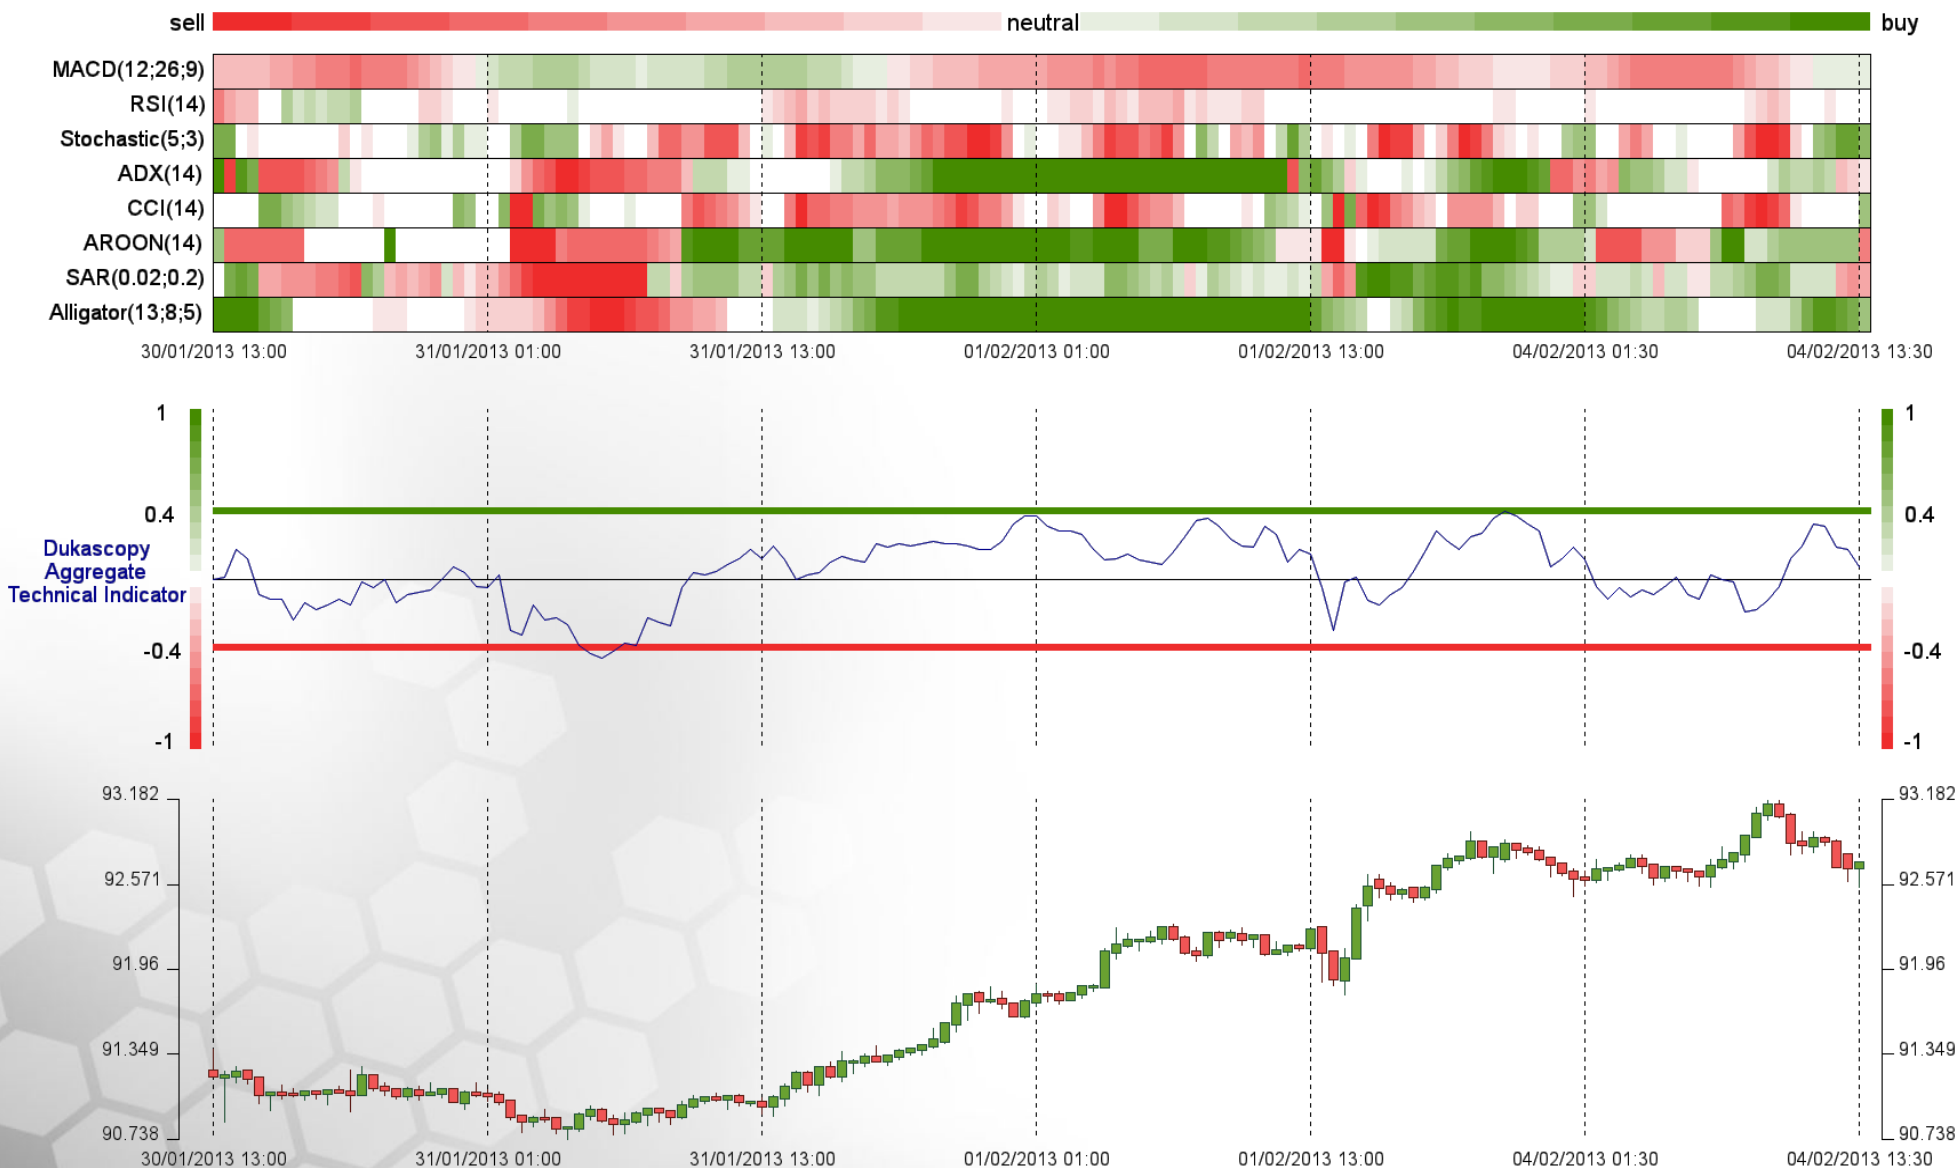 sell neutral buy
MACD(12;26;9)
RSI(14)
Stochastic(5;3)
ADX(14)
CCI(14)
AROON(14)
SAR(0.02;0.2)
Alligator(13;8;5)
30/01/2013 13:00 31/01/2013 01:00 31/01/2013 13:00 01/02/2013 01:00 01/02/2013 13:00 04/02/2013 01:30 04/02/2013 13:30
1 1
0.4 0.4
Dukascopy
Aggregate
Technical Indicator
-0.4 -0.4
-1 -1
93.182 93.182
92.571 92.571
91.96 91.96
91.349 91.349
90.738 90.738
30/01/2013 13:00 31/01/2013 01:00 31/01/2013 13:00 01/02/2013 01:00 01/02/2013 13:00 04/02/2013 01:30 04/02/2013 13:30